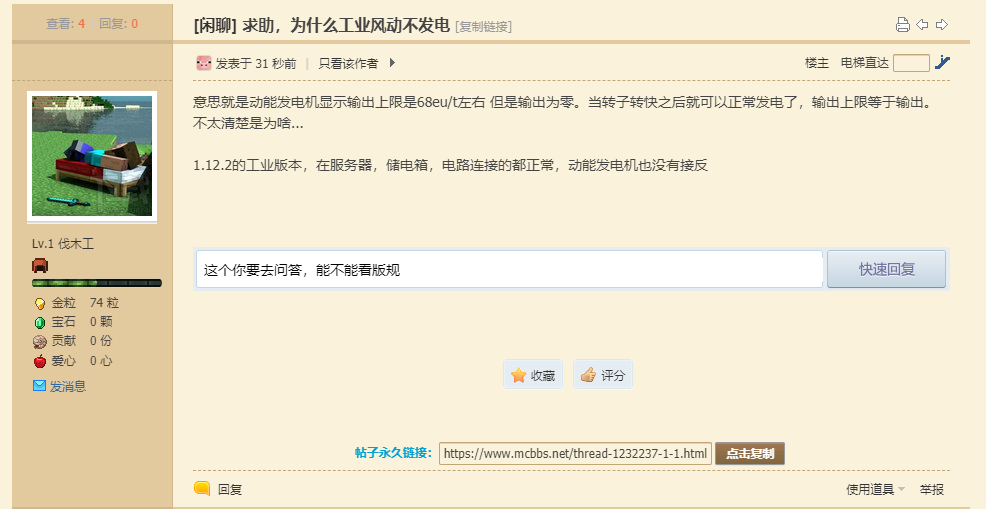 查看: 4 回复: 0
[闲聊] 求助，为什么工业风动不发电 [复制链接]
发表于 31 秒前 | 只看该作者
楼主 电梯直达
意思就是动能发电机显示输出上限是68eu/t左右 但是输出为零。当转子转快之后就可以正常发电了，输出上限等于输出。
不太清楚是为啥...
1.12.2的工业版本，在服务器，储电箱，电路连接的都正常，动能发电机也没有接反
Lv.1 伐木工
金粒 74 粒
宝石 0 颗
贡献 0 份
爱心 0 心
发消息
这个你要去问答，能不能看版规
快速回复
收藏
评分
帖子永久链接: https://www.mcbbs.net/thread-1232237-1-1.html 点击复制
回复
使用道具 举报